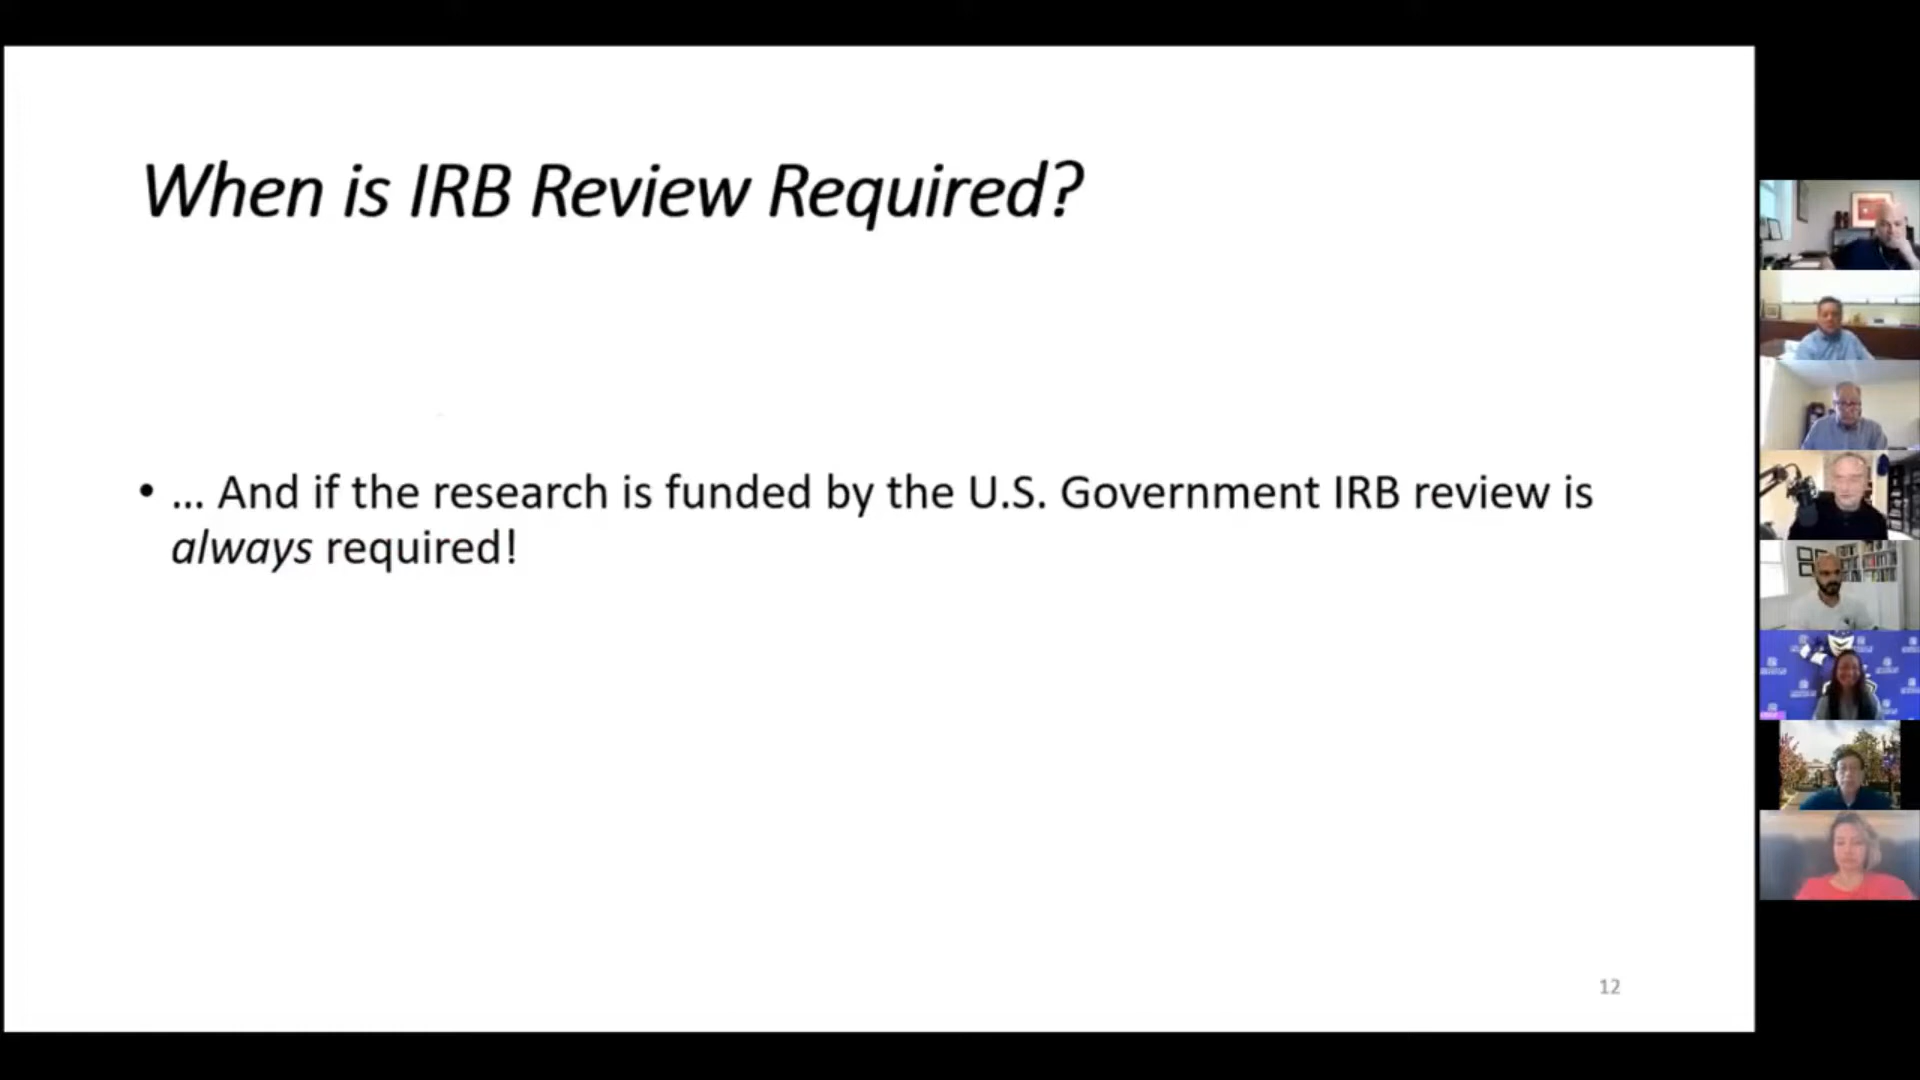 When is IRB Review Required?
• ... And if the research is funded by the U.S. Government IRB review is
always required!
12